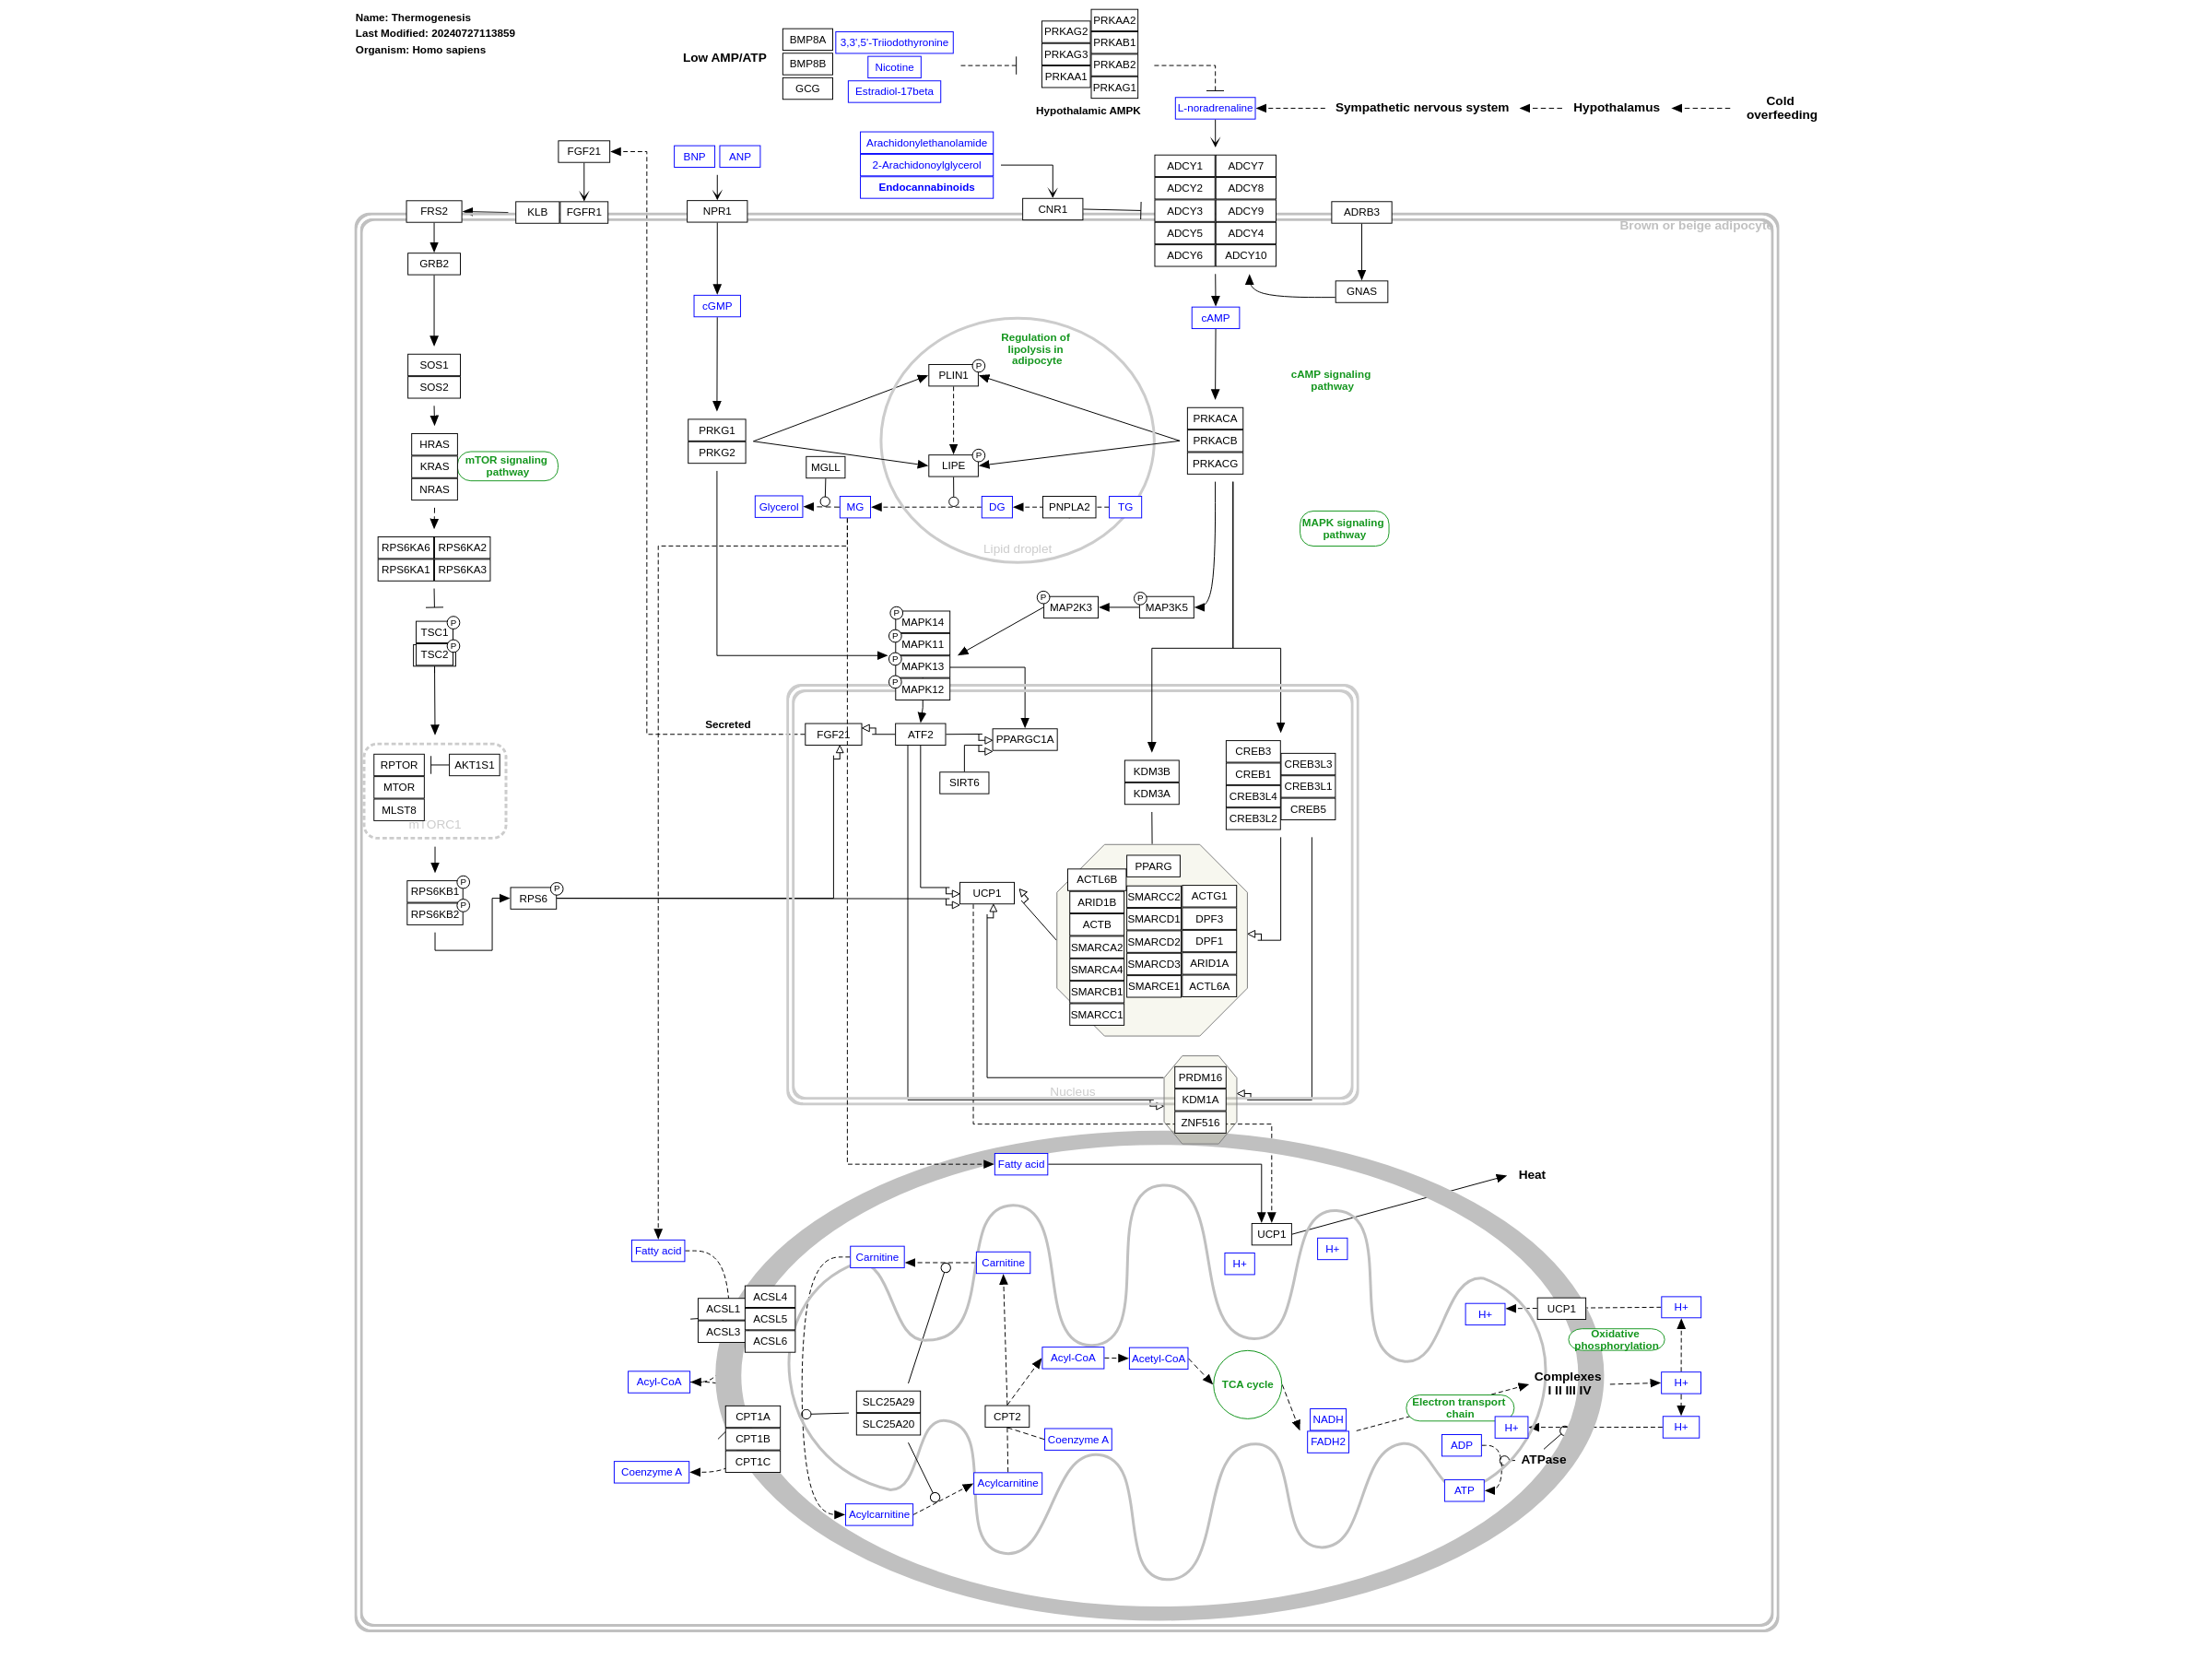 Name: Thermogenesis
Last Modified: 20240727113859
Organism: Homo sapiens
Low AMP/ATP
BMP8A
BMP8B
GCG
3,3',5'-Triiodothyronine
Nicotine
Estradiol-17beta
PRKAG2
PRKAG3
PRKAA1
PRKAA2
PRKAB1
PRKAB2
PRKAG1
Hypothalamic AMPK
L-noradrenaline
Sympathetic nervous system
Hypothalamus
Cold
overfeeding
FGF21
BNP
ANP
Arachidonylethanolamide
2-Arachidonoylglycerol
Endocannabinoids
ADCY1
ADCY2
ADCY3
ADCY5
ADCY6
ADCY7
ADCY8
ADCY9
ADCY4
ADCY10
FRS2
KLB
FGFR1
NPR1
CNR1
ADRB3
Brown or beige adipocyte
GRB2
GNAS
cGMP
cAMP
Regulation of
lipolysis in
adipocyte
SOS1
SOS2
PLIN1
P
cAMP signaling
pathway
HRAS
KRAS
NRAS
mTOR signaling
pathway
PRKG1
PRKG2
PRKACA
PRKACB
PRKACG
MGLL
LIPE
P
Glycerol
MG
DG
PNPLA2
TG
MAPK signaling
pathway
Lipid droplet
RPS6KA6
RPS6KA1
RPS6KA2
RPS6KA3
TSC1
P
TSC2
P
MAPK14
P
MAPK11
P
MAPK13
P
MAPK12
P
MAP2K3
P
MAP3K5
P
Secreted
FGF21
ATF2
PPARGC1A
SIRT6
KDM3B
KDM3A
CREB3
CREB1
CREB3L4
CREB3L2
CREB3L3
CREB3L1
CREB5
RPTOR
MTOR
MLST8
AKT1S1
mTORC1
RPS6KB1
P
RPS6KB2
P
RPS6
P
UCP1
PPARG
ACTL6B
ARID1B
ACTB
SMARCA2
SMARCA4
SMARCB1
SMARCC1
SMARCC2
SMARCD1
SMARCD2
SMARCD3
SMARCE1
ACTG1
DPF3
DPF1
ARID1A
ACTL6A
Nucleus
PRDM16
KDM1A
ZNF516
Fatty acid
Heat
UCP1
H+
H+
Fatty acid
Carnitine
Carnitine
ACSL1
ACSL3
ACSL4
ACSL5
ACSL6
H+
UCP1
H+
Oxidative
phosphorylation
Acyl-CoA
Acyl-CoA
Acetyl-CoA
TCA cycle
Complexes
I II III IV
H+
SLC25A29
SLC25A20
CPT2
Electron transport
chain
NADH
FADH2
H+
H+
CPT1A
CPT1B
CPT1C
Coenzyme A
Coenzyme A
ADP
ATPase
ATP
Acylcarnitine
Acylcarnitine